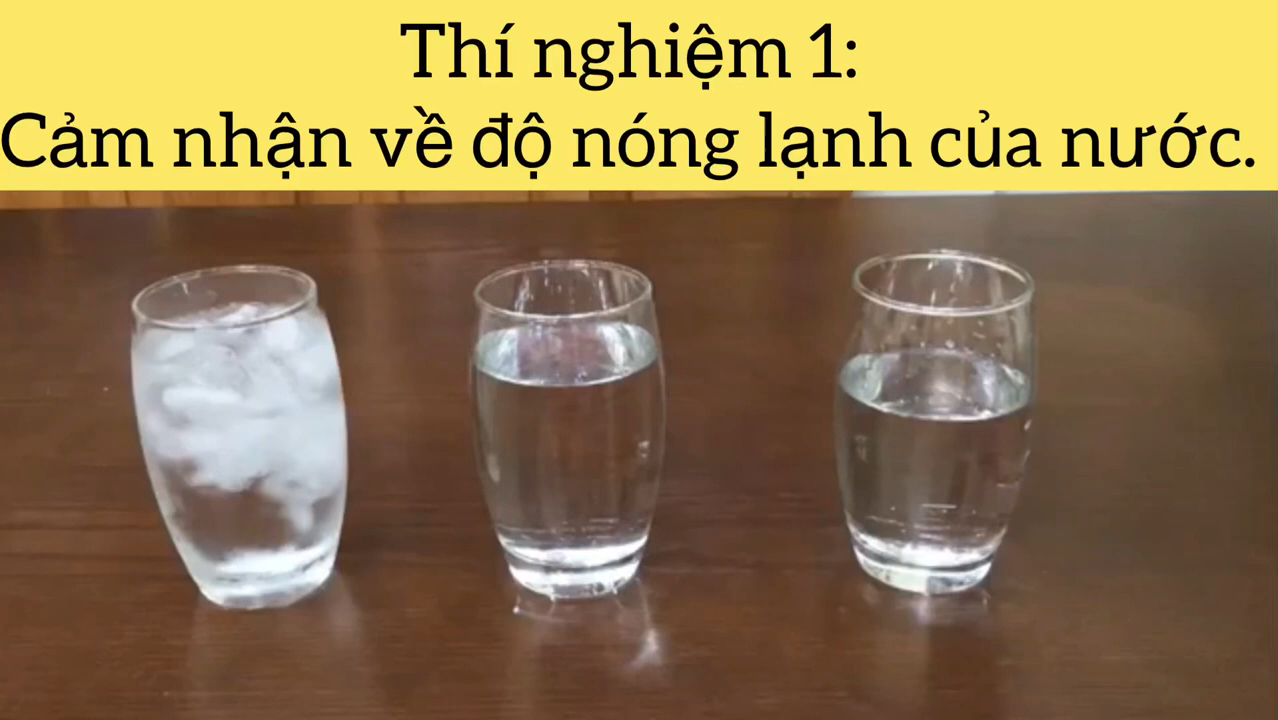 Thí nghiệm 1:
Cảm nhận về độ nóng lạnh của nước.